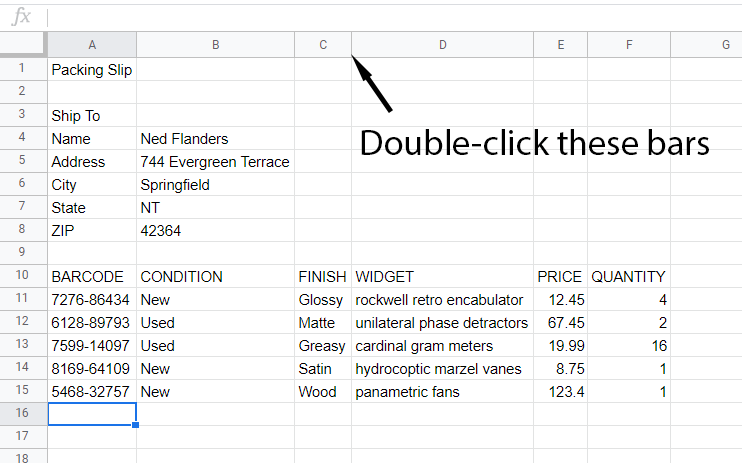 fx
A B C D E F G
1 Packing Slip
2
Double-click these bars
3 Ship To
4 Name Ned Flanders
5 Address 744 Evergreen Terrace
6 City Springfield
7 State NT
8 ZIP 42364
9
10 BARCODE CONDITION FINISH WIDGET PRICE QUANTITY
11 7276-86434 New Glossy rockwell retro encabulator 12.45 4
12 6128-89793 Used Matte unilateral phase detractors 67.45 2
13 7599-14097 Used Greasy cardinal gram meters 19.99 16
14 8169-64109 New Satin hydrocoptic marzel vanes 8.75 1
15 5468-32757 New Wood panametric fans 123.4 1
16
17
18